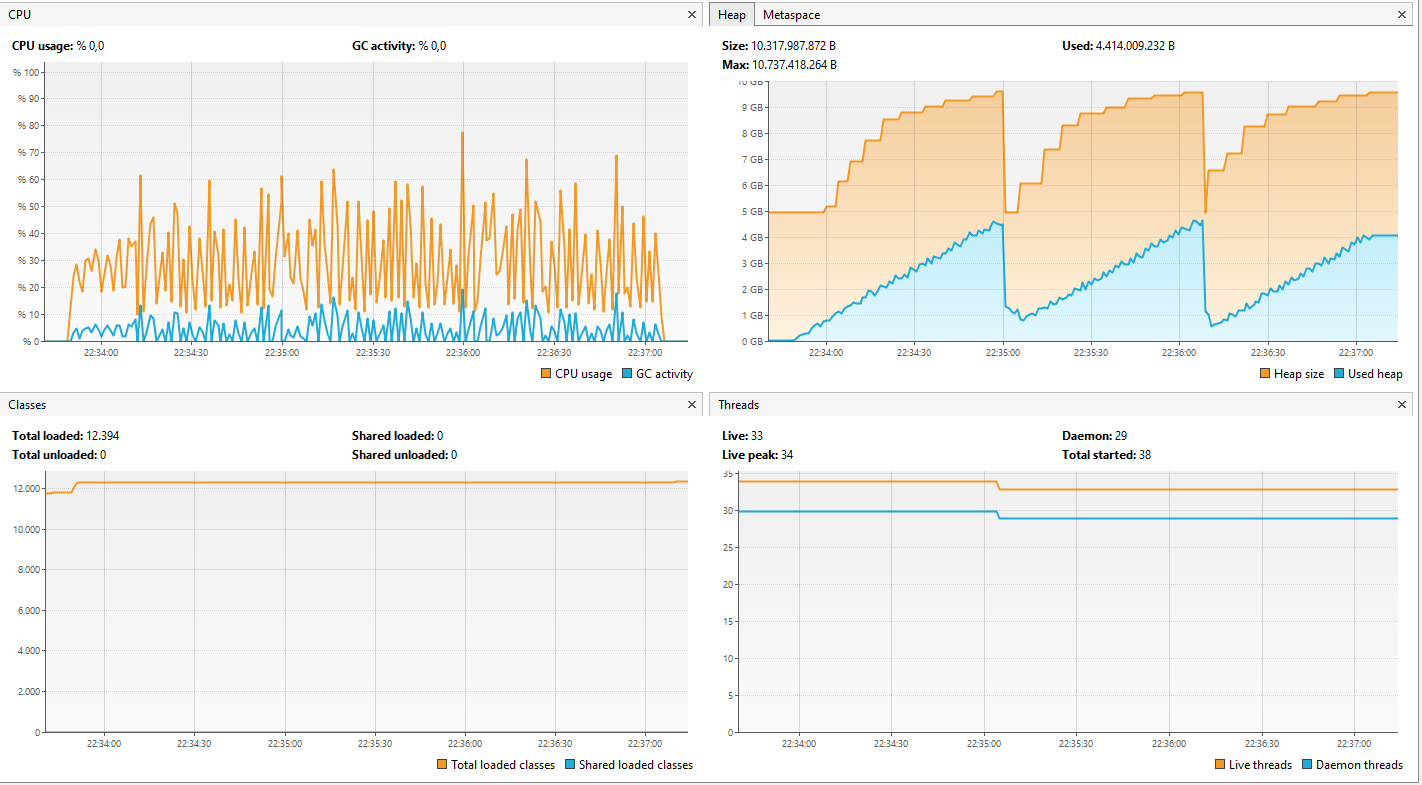 CPU
CPU usage: % 0,0 GC activity: % 0,0
% 100
% 90
% 80
% 70
% 60
% 50
% 40
% 30
% 20
% 10
% 0
22:34:00 22:34:30 22:35:00 22:35:30 22:36:00 22:36:30 22:37:00
CPU usage GC activity
Heap Metaspace
Size: 10.317.987.872 B Used: 4.414.009.232 B
Max: 10.737.418.264 B
10 GB
9 GB
8 GB
7 GB
6 GB
5 GB
4 GB
3 GB
2 GB
1 GB
0 GB
22:34:00 22:34:30 22:35:00 22:35:30 22:36:00 22:36:30 22:37:00
Heap size Used heap
Classes
Total loaded: 12.394 Shared loaded: 0
Total unloaded: 0 Shared unloaded: 0
12.000
10.000
8.000
6.000
4.000
2.000
0
22:34:00 22:34:30 22:35:00 22:35:30 22:36:00 22:36:30 22:37:00
Total loaded classes Shared loaded classes
Threads
Live: 33 Daemon: 29
Live peak: 34 Total started: 38
35
30
25
20
15
10
5
0
22:34:00 22:34:30 22:35:00 22:35:30 22:36:00 22:36:30 22:37:00
Live threads Daemon threads